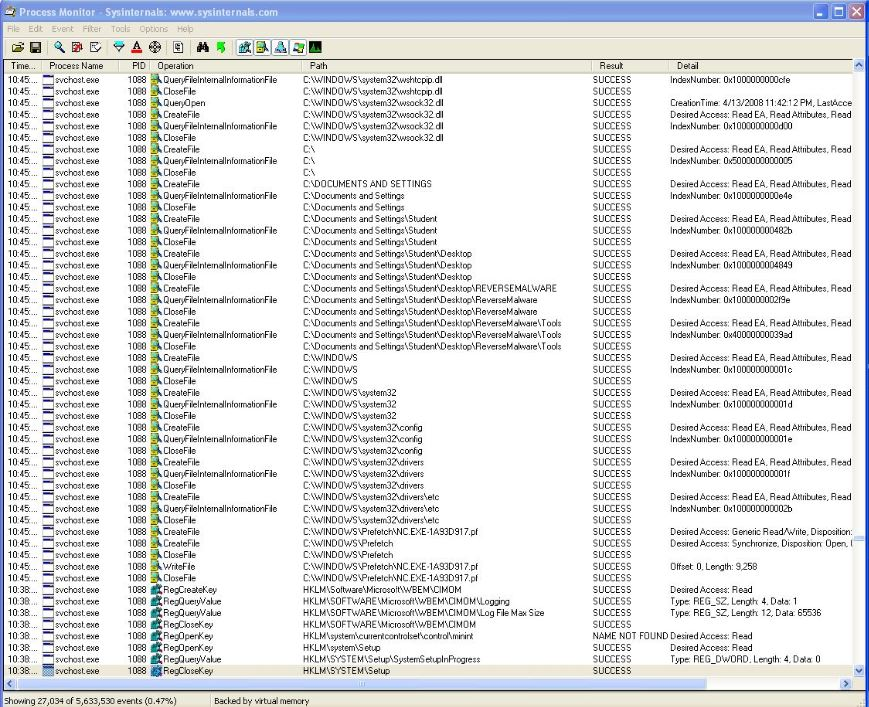 Process Monitor - Sysinternals: www.sysinternals.com
File Edit Event Filter Tools Options Help
Time... Process Name PID Operation Path Result Detail
10:45:... svchost.exe 1088 QueryFileInternalInformationFile C:\WINDOWS\system32\wshtcpip.dll SUCCESS IndexNumber: 0x1000000000cfe
10:45:... svchost.exe 1088 CloseFile C:\WINDOWS\system32\wshtcpip.dll SUCCESS
10:45:... svchost.exe 1088 QueryOpen C:\WINDOWS\system32\wsock32.dll SUCCESS CreationTime: 4/13/2008 11:42:12 PM, LastAcce
10:45:... svchost.exe 1088 CreateFile C:\WINDOWS\system32\wsock32.dll SUCCESS Desired Access: Read EA, Read Attributes, Read
10:45:... svchost.exe 1088 QueryFileInternalInformationFile C:\WINDOWS\system32\wsock32.dll SUCCESS IndexNumber: 0x1000000000d00
10:45:... svchost.exe 1088 CloseFile C:\WINDOWS\system32\wsock32.dll SUCCESS
10:45:... svchost.exe 1088 CreateFile C:\ SUCCESS Desired Access: Read EA, Read Attributes, Read
10:45:... svchost.exe 1088 QueryFileInternalInformationFile C:\ SUCCESS IndexNumber: 0x5000000000005
10:45:... svchost.exe 1088 CloseFile C:\ SUCCESS
10:45:... svchost.exe 1088 CreateFile C:\DOCUMENTS AND SETTINGS SUCCESS Desired Access: Read EA, Read Attributes, Read
10:45:... svchost.exe 1088 QueryFileInternalInformationFile C:\Documents and Settings SUCCESS IndexNumber: 0x1000000000e4e
10:45:... svchost.exe 1088 CloseFile C:\Documents and Settings SUCCESS
10:45:... svchost.exe 1088 CreateFile C:\Documents and Settings\Student SUCCESS Desired Access: Read EA, Read Attributes, Read
10:45:... svchost.exe 1088 QueryFileInternalInformationFile C:\Documents and Settings\Student SUCCESS IndexNumber: 0x100000000482b
10:45:... svchost.exe 1088 CloseFile C:\Documents and Settings\Student SUCCESS
10:45:... svchost.exe 1088 CreateFile C:\Documents and Settings\Student\Desktop SUCCESS Desired Access: Read EA, Read Attributes, Read
10:45:... svchost.exe 1088 QueryFileInternalInformationFile C:\Documents and Settings\Student\Desktop SUCCESS IndexNumber: 0x1000000004849
10:45:... svchost.exe 1088 CloseFile C:\Documents and Settings\Student\Desktop SUCCESS
10:45:... svchost.exe 1088 CreateFile C:\Documents and Settings\Student\Desktop\REVERSEMALWARE SUCCESS Desired Access: Read EA, Read Attributes, Read
10:45:... svchost.exe 1088 QueryFileInternalInformationFile C:\Documents and Settings\Student\Desktop\ReverseMalware SUCCESS IndexNumber: 0x1000000002f9e
10:45:... svchost.exe 1088 CloseFile C:\Documents and Settings\Student\Desktop\ReverseMalware SUCCESS
10:45:... svchost.exe 1088 CreateFile C:\Documents and Settings\Student\Desktop\ReverseMalware\Tools SUCCESS Desired Access: Read EA, Read Attributes, Read
10:45:... svchost.exe 1088 QueryFileInternalInformationFile C:\Documents and Settings\Student\Desktop\ReverseMalware\Tools SUCCESS IndexNumber: 0x40000000039ad
10:45:... svchost.exe 1088 CloseFile C:\Documents and Settings\Student\Desktop\ReverseMalware\Tools SUCCESS
10:45:... svchost.exe 1088 CreateFile C:\WINDOWS SUCCESS Desired Access: Read EA, Read Attributes, Read
10:45:... svchost.exe 1088 QueryFileInternalInformationFile C:\WINDOWS SUCCESS IndexNumber: 0x100000000001c
10:45:... svchost.exe 1088 CloseFile C:\WINDOWS SUCCESS
10:45:... svchost.exe 1088 CreateFile C:\WINDOWS\system32 SUCCESS Desired Access: Read EA, Read Attributes, Read
10:45:... svchost.exe 1088 QueryFileInternalInformationFile C:\WINDOWS\system32 SUCCESS IndexNumber: 0x100000000001d
10:45:... svchost.exe 1088 CloseFile C:\WINDOWS\system32 SUCCESS
10:45:... svchost.exe 1088 CreateFile C:\WINDOWS\system32\config SUCCESS Desired Access: Read EA, Read Attributes, Read
10:45:... svchost.exe 1088 QueryFileInternalInformationFile C:\WINDOWS\system32\config SUCCESS IndexNumber: 0x100000000001e
10:45:... svchost.exe 1088 CloseFile C:\WINDOWS\system32\config SUCCESS
10:45:... svchost.exe 1088 CreateFile C:\WINDOWS\system32\drivers SUCCESS Desired Access: Read EA, Read Attributes, Read
10:45:... svchost.exe 1088 QueryFileInternalInformationFile C:\WINDOWS\system32\drivers SUCCESS IndexNumber: 0x100000000001f
10:45:... svchost.exe 1088 CloseFile C:\WINDOWS\system32\drivers SUCCESS
10:45:... svchost.exe 1088 CreateFile C:\WINDOWS\system32\drivers\etc SUCCESS Desired Access: Read EA, Read Attributes, Read
10:45:... svchost.exe 1088 QueryFileInternalInformationFile C:\WINDOWS\system32\drivers\etc SUCCESS IndexNumber: 0x100000000002b
10:45:... svchost.exe 1088 CloseFile C:\WINDOWS\system32\drivers\etc SUCCESS
10:45:... svchost.exe 1088 CreateFile C:\WINDOWS\Prefetch\NC.EXE-1A93D917.pf SUCCESS Desired Access: Generic Read/Write, Disposition:
10:45:... svchost.exe 1088 CreateFile C:\WINDOWS\Prefetch SUCCESS Desired Access: Synchronize, Disposition: Open,
10:45:... svchost.exe 1088 CloseFile C:\WINDOWS\Prefetch SUCCESS
10:45:... svchost.exe 1088 WriteFile C:\WINDOWS\Prefetch\NC.EXE-1A93D917.pf SUCCESS Offset: 0, Length: 9,258
10:45:... svchost.exe 1088 CloseFile C:\WINDOWS\Prefetch\NC.EXE-1A93D917.pf SUCCESS
10:38:... svchost.exe 1088 RegCreateKey HKLM\Software\Microsoft\WBEM\CIMOM SUCCESS Desired Access: Read
10:38:... svchost.exe 1088 RegQueryValue HKLM\SOFTWARE\Microsoft\WBEM\CIMOM\Logging SUCCESS Type: REG_SZ, Length: 4, Data: 1
10:38:... svchost.exe 1088 RegQueryValue HKLM\SOFTWARE\Microsoft\WBEM\CIMOM\Log File Max Size SUCCESS Type: REG_SZ, Length: 12, Data: 65536
10:38:... svchost.exe 1088 RegCloseKey HKLM\SOFTWARE\Microsoft\WBEM\CIMOM SUCCESS
10:38:... svchost.exe 1088 RegOpenKey HKLM\system\currentcontrolset\control\minint NAME NOT FOUND Desired Access: Read
10:38:... svchost.exe 1088 RegOpenKey HKLM\system\Setup SUCCESS Desired Access: Read
10:38:... svchost.exe 1088 RegQueryValue HKLM\SYSTEM\Setup\SystemSetupInProgress SUCCESS Type: REG_DWORD, Length: 4, Data: 0
10:38:... svchost.exe 1088 RegCloseKey HKLM\SYSTEM\Setup SUCCESS
Showing 27,034 of 5,633,530 events (0.47%) Backed by virtual memory